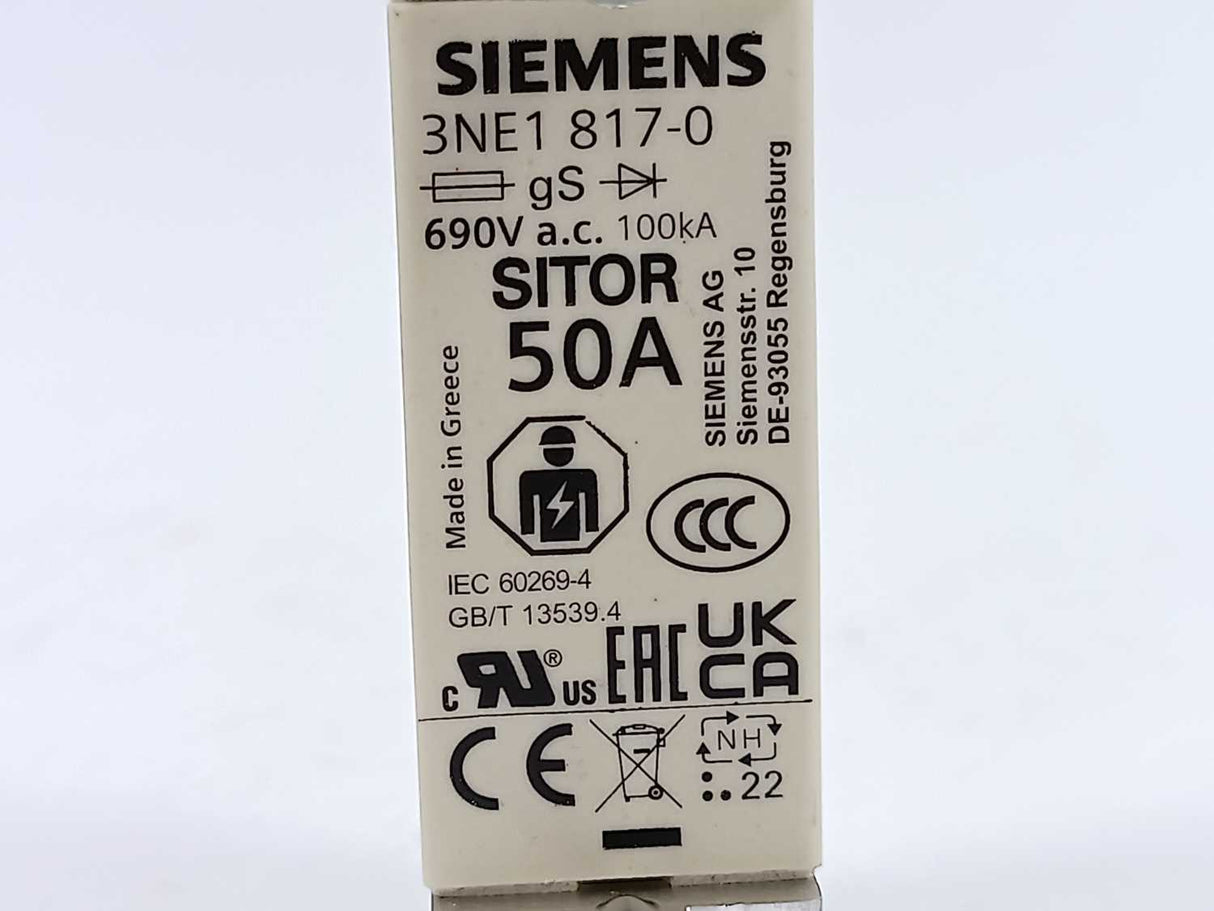 SIEMENS
3NE1 817-0
gS
690V a.c. 100kA
SITOR
50A
SIEMENS AG
Siemensstr. 10
DE-93055 Regensburg
Made in Greece
CCC
IEC 60269-4
GB/T 13539.4
c RU ® US EAC UK
CA
CE NH
22